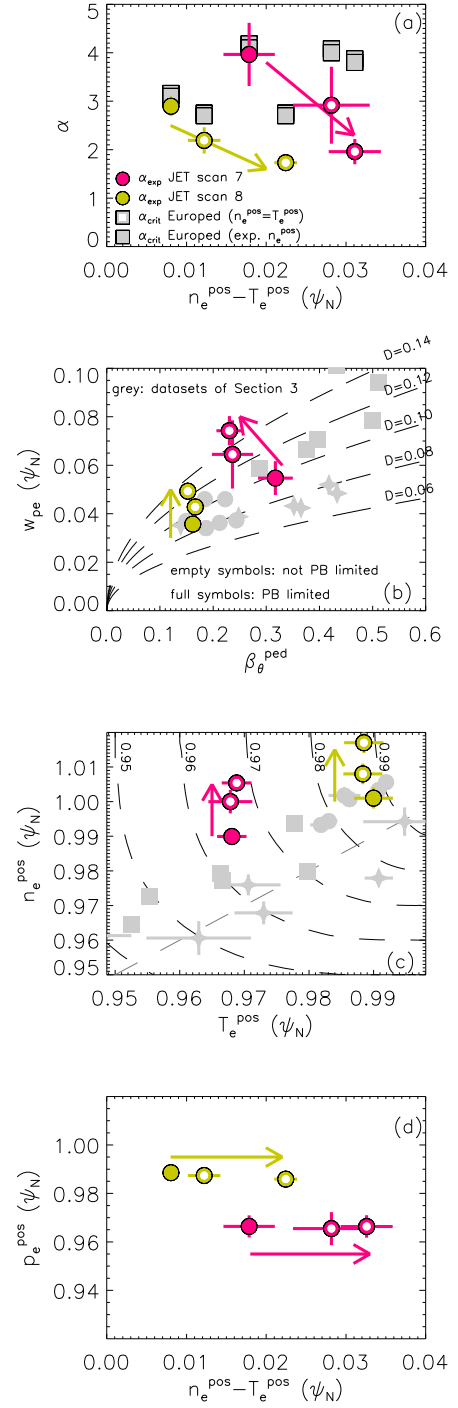 (a)
4
3
2
1
0
α
α_exp JET scan 7
α_exp JET scan 8
α_crit Europed (n_e^pos=T_e^pos)
α_crit Europed (exp. n_e^pos)
0.00 0.01 0.02 0.03 0.04
n_e^pos−T_e^pos (ψ_N)
D=0.14
D=0.12
D=0.10
D=0.08
D=0.06
0.10
0.08
0.06
0.04
0.02
0.00
w_pe (ψ_N)
grey: datasets of Section 3
empty symbols: not PB limited
full symbols: PB limited
(b)
0.0 0.1 0.2 0.3 0.4 0.5 0.6
β_θ^ped
0.95 0.96 0.97 0.98 0.99
1.01
1.00
0.99
0.98
0.97
0.96
0.95
n_e^pos (ψ_N)
(c)
0.95 0.96 0.97 0.98 0.99
T_e^pos (ψ_N)
(d)
1.00
0.98
0.96
0.94
p_e^pos (ψ_N)
0.00 0.01 0.02 0.03 0.04
n_e^pos−T_e^pos (ψ_N)